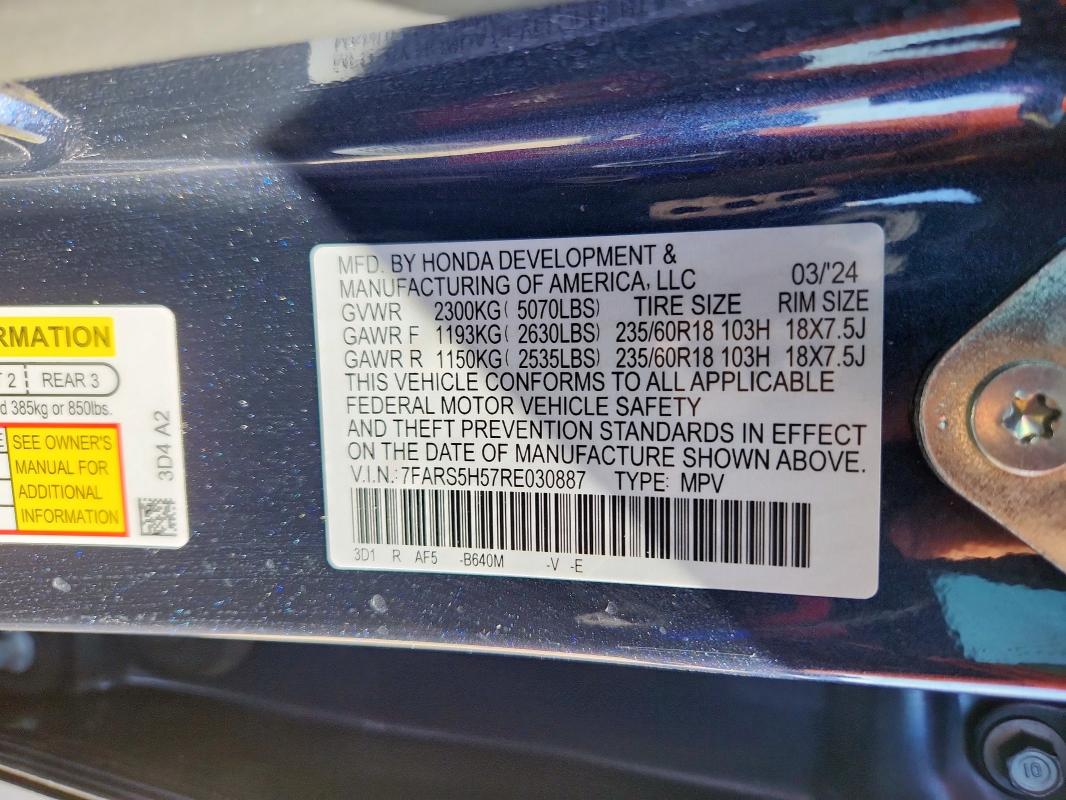 MFD. BY HONDA DEVELOPMENT &
MANUFACTURING OF AMERICA, LLC 03/'24
GVWR 2300KG( 5070LBS) TIRE SIZE RIM SIZE
GAWR F 1193KG( 2630LBS) 235/60R18 103H 18X7.5J
GAWR R 1150KG( 2535LBS) 235/60R18 103H 18X7.5J
THIS VEHICLE CONFORMS TO ALL APPLICABLE
FEDERAL MOTOR VEHICLE SAFETY
AND THEFT PREVENTION STANDARDS IN EFFECT
ON THE DATE OF MANUFACTURE SHOWN ABOVE.
V.I.N.: 7FARS5H57RE030887 TYPE: MPV
3D1 R AF5 -B640M -V -E
RMATION
2 REAR 3
385kg or 850lbs.
SEE OWNER'S
MANUAL FOR
ADDITIONAL
INFORMATION
3D4 A2
10